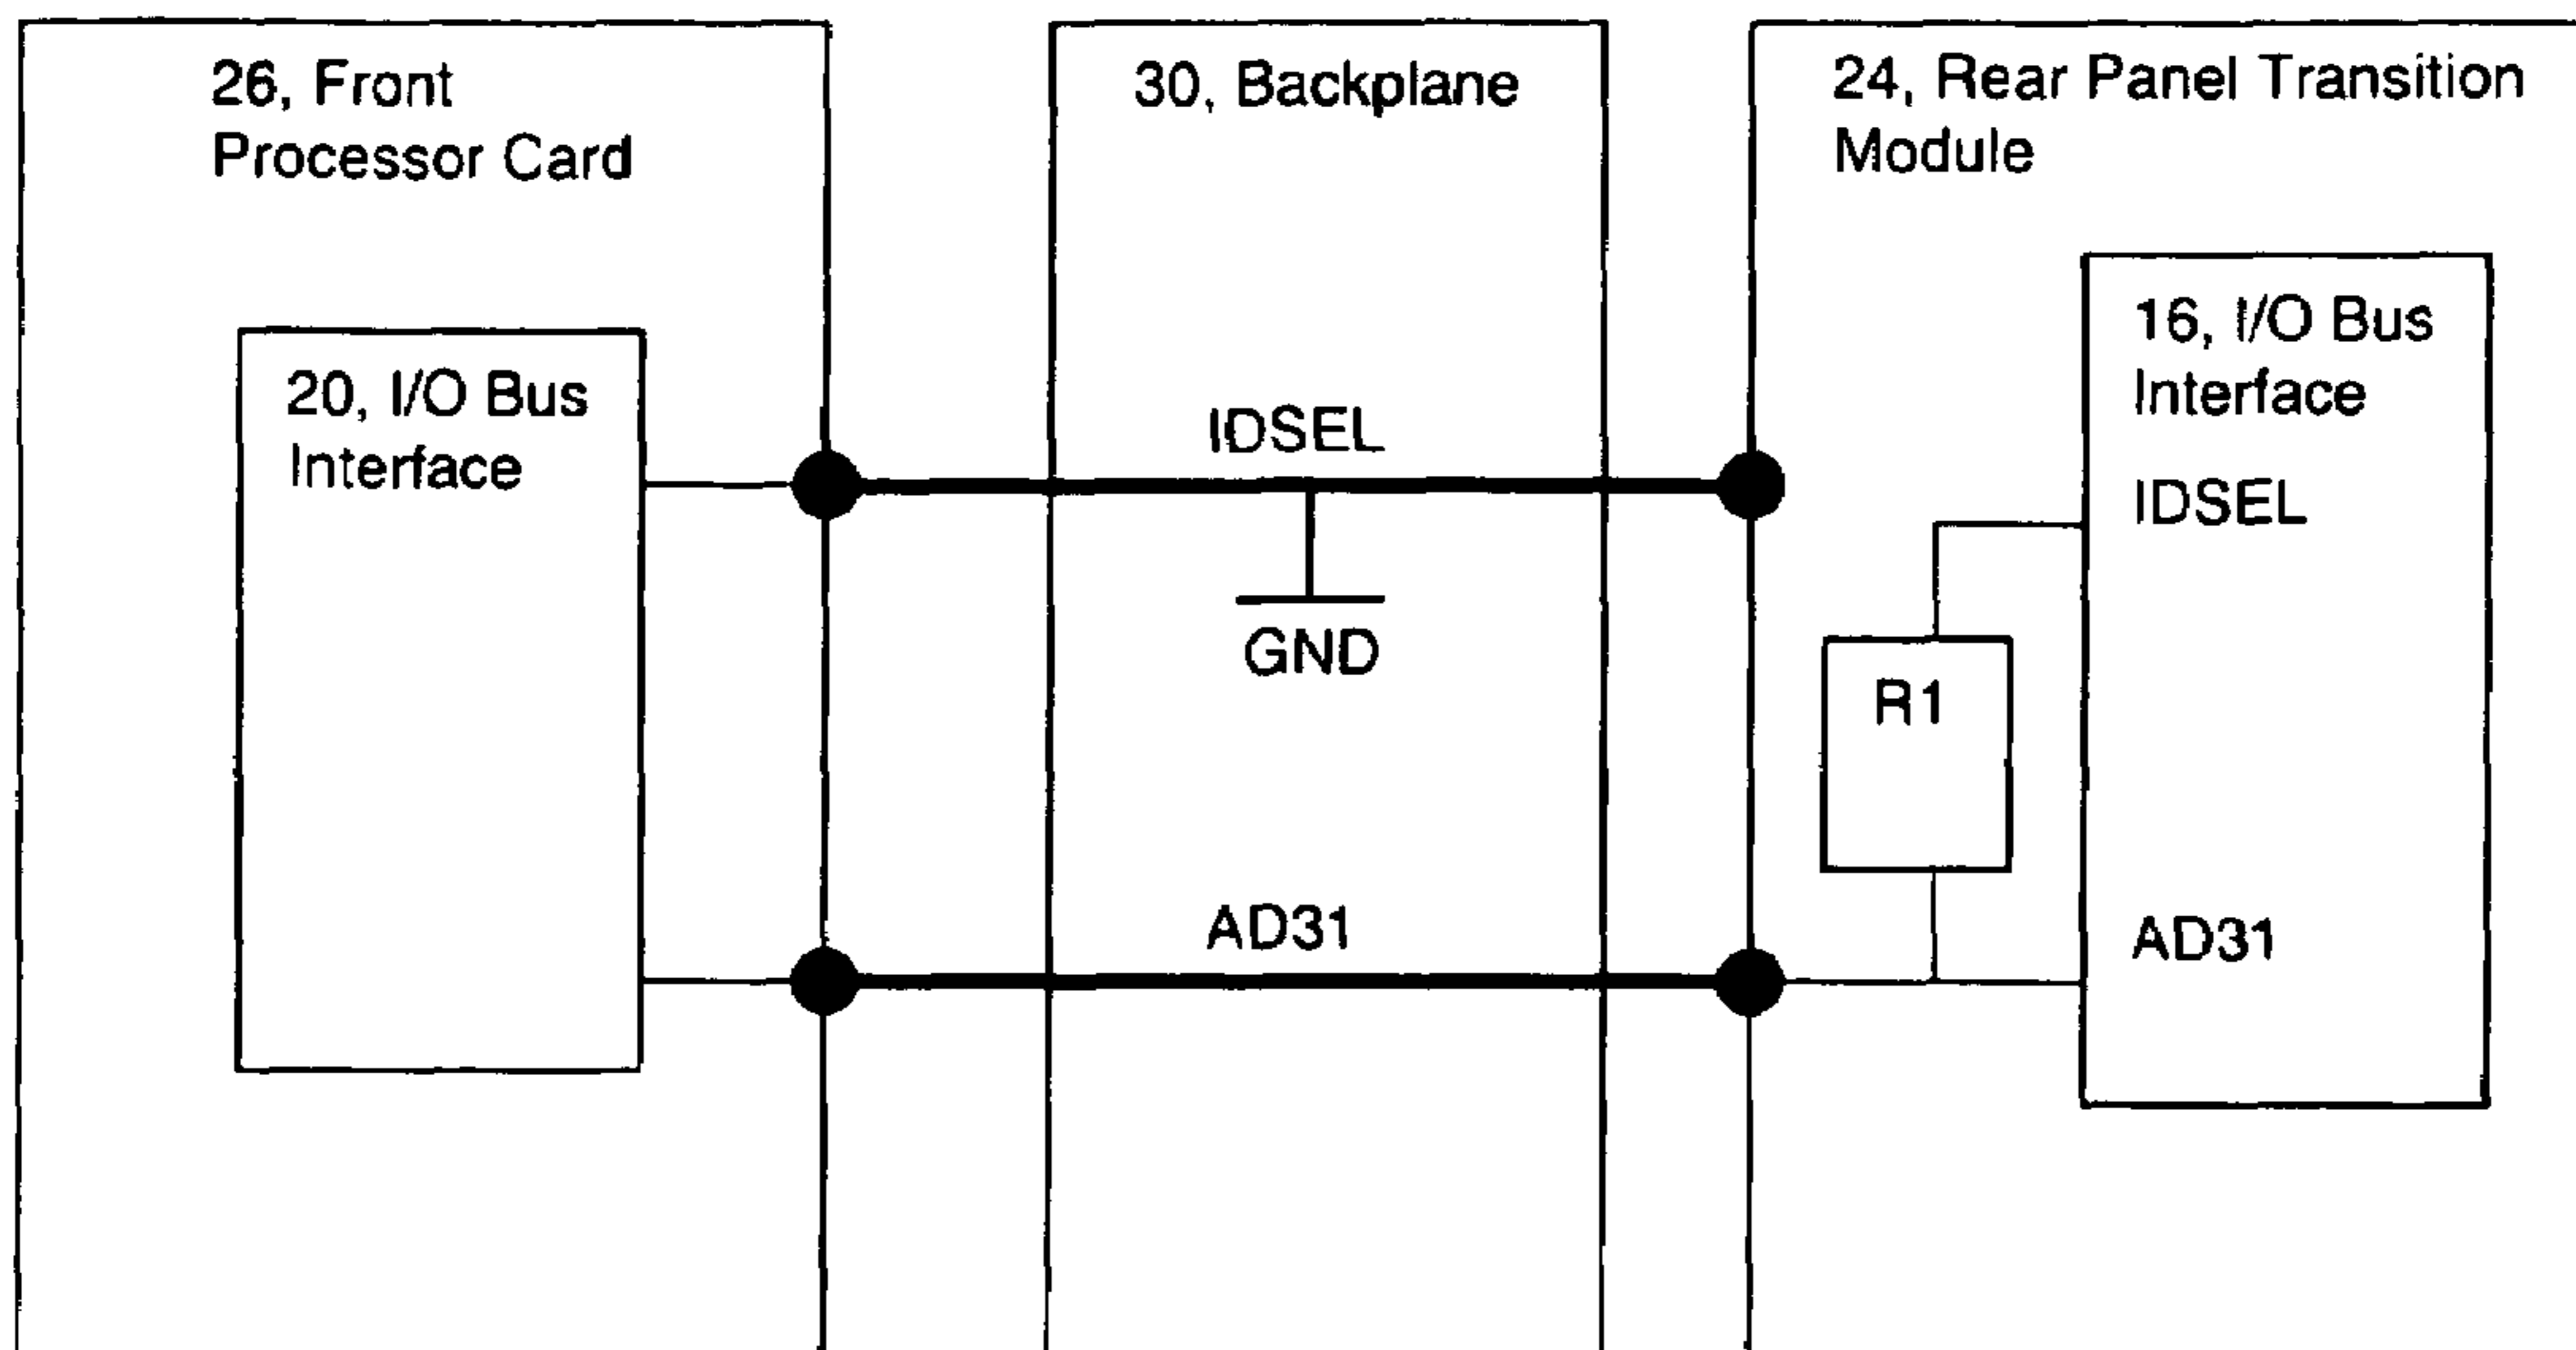 26, Front
Processor Card
30, Backplane
24, Rear Panel Transition
Module
20, I/O Bus
Interface
IDSEL
GND
AD31
16, I/O Bus
Interface
IDSEL
R1
AD31